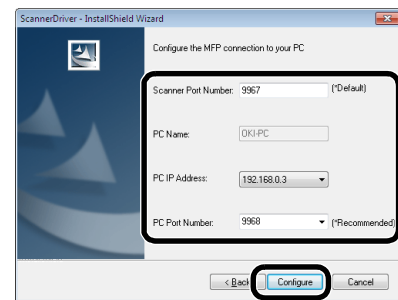 ScannerDriver - InstallShield Wizard
Configure the MFP connection to your PC
Scanner Port Number: 9967 (*Default)
PC Name: OKI-PC
PC IP Address: 192.168.0.3
PC Port Number: 9968 (*Recommended)
< Back Configure Cancel